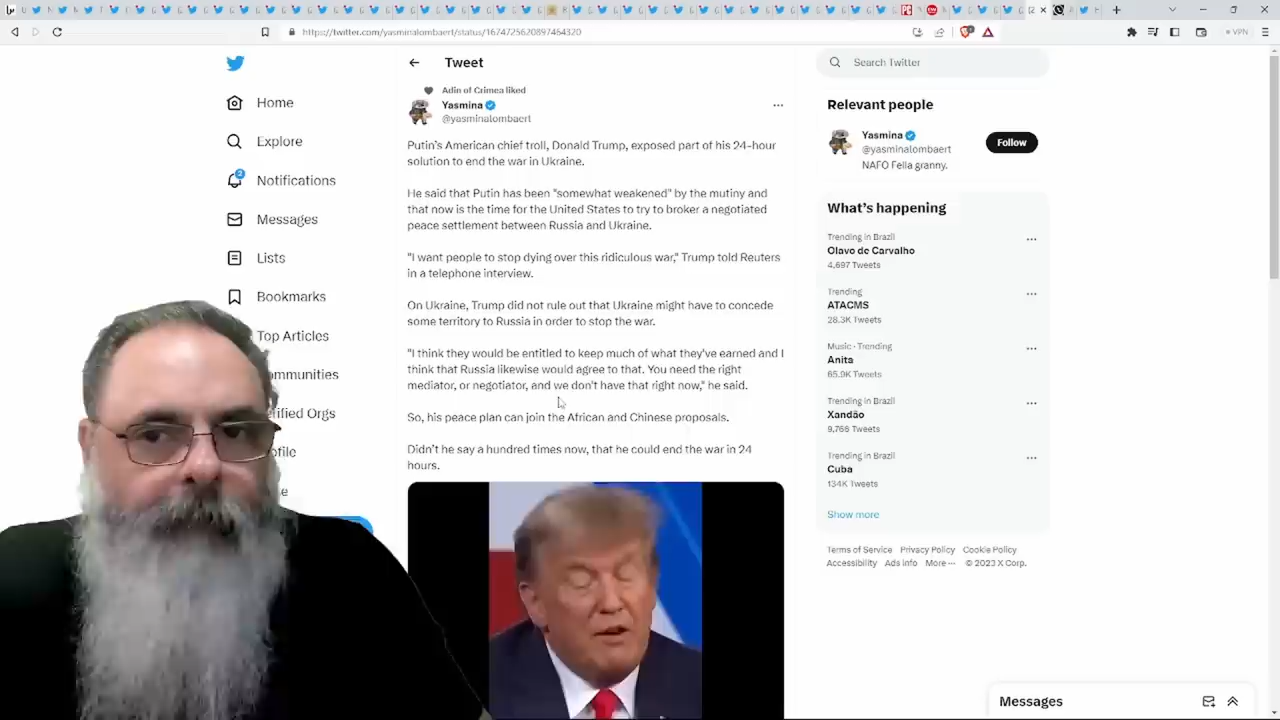 https://twitter.com/yasminalombaert/status/1674725620897464320
VPN
Home
Explore
2
Notifications
Messages
Lists
Bookmarks
Top Articles
ommunities
ified Orgs
ofile
Tweet
Adin of Crimea liked
Yasmina
@yasminalombaert
Putin's American chief troll, Donald Trump, exposed part of his 24-hour
solution to end the war in Ukraine.
He said that Putin has been "somewhat weakened" by the mutiny and
that now is the time for the United States to try to broker a negotiated
peace settlement between Russia and Ukraine.
"I want people to stop dying over this ridiculous war," Trump told Reuters
in a telephone interview.
On Ukraine, Trump did not rule out that Ukraine might have to concede
some territory to Russia in order to stop the war.
"I think they would be entitled to keep much of what they've earned and I
think that Russia likewise would agree to that. You need the right
mediator, or negotiator, and we don't have that right now," he said.
So, his peace plan can join the African and Chinese proposals.
Didn't he say a hundred times now, that he could end the war in 24
hours.
Search Twitter
Relevant people
Yasmina
@yasminalombaert
NAFO Fella granny.
Follow
What's happening
Trending in Brazil
Olavo de Carvalho
4,697 Tweets
Trending
ATACMS
28.3K Tweets
Music · Trending
Anita
65.9K Tweets
Trending in Brazil
Xandão
9,766 Tweets
Trending in Brazil
Cuba
134K Tweets
Show more
Terms of Service Privacy Policy Cookie Policy
Accessibility Ads info More ··· © 2023 X Corp.
Messages